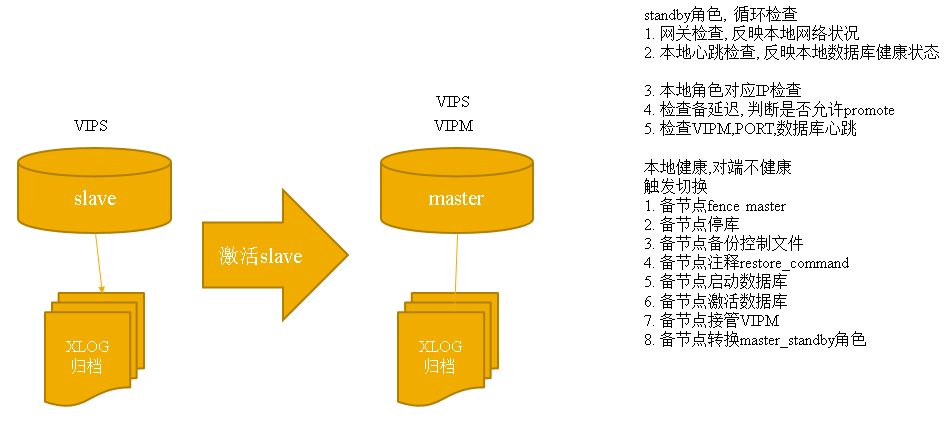 VIPS
slave
XLOG
归档
激活slave
VIPS
VIPM
master
XLOG
归档
standby角色, 循环检查
1. 网关检查, 反映本地网络状况
2. 本地心跳检查, 反映本地数据库健康状态
3. 本地角色对应IP检查
4. 检查备延迟, 判断是否允许promote
5. 检查VIPM,PORT,数据库心跳
本地健康,对端不健康
触发切换
1. 备节点fence master
2. 备节点停库
3. 备节点备份控制文件
4. 备节点注释restore_command
5. 备节点启动数据库
6. 备节点激活数据库
7. 备节点接管VIPM
8. 备节点转换master_standby角色